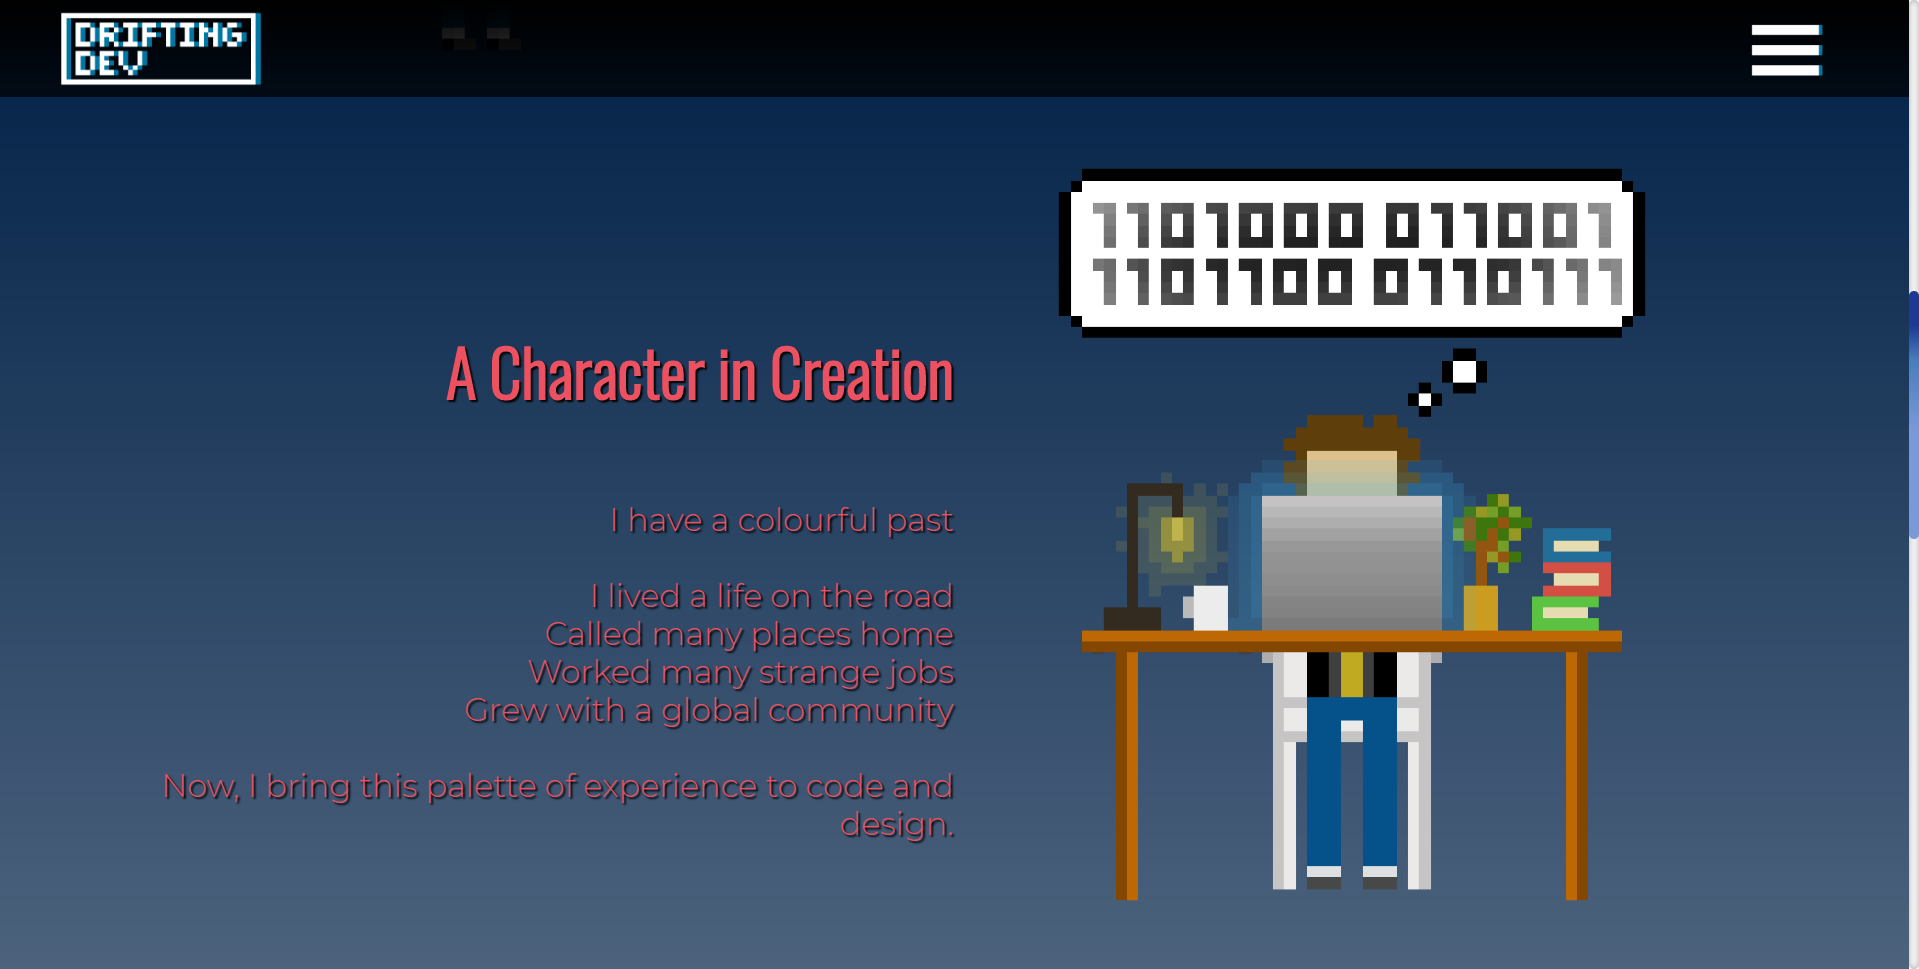 DRIFTING
DEV
1101000 011001
1101100 0110111
A Character in Creation
I have a colourful past
I lived a life on the road
Called many places home
Worked many strange jobs
Grew with a global community
Now, I bring this palette of experience to code and
design.